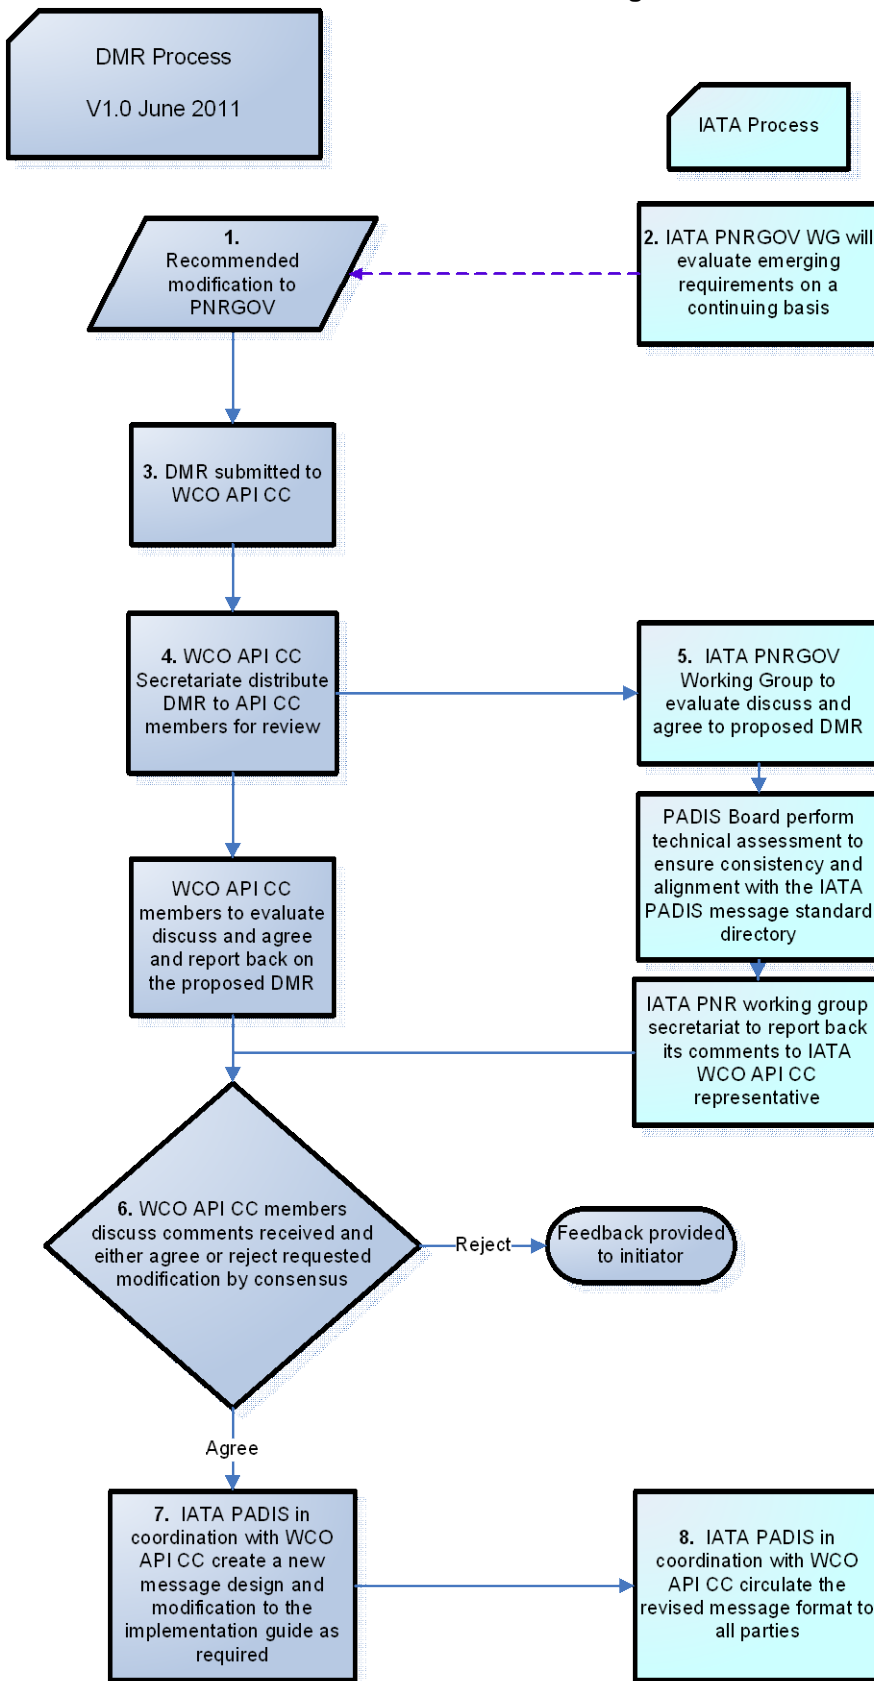 DMR Process
V1.0 June 2011
IATA Process
1.
Recommended
modification to
PNRGOV
2. IATA PNRGOV WG will
evaluate emerging
requirements on a
continuing basis
3. DMR submitted to
WCO API CC
4. WCO API CC
Secretariate distribute
DMR to API CC
members for review
5. IATA PNRGOV
Working Group to
evaluate discuss and
agree to proposed DMR
PADIS Board perform
technical assessment to
ensure consistency and
alignment with the IATA
PADIS message standard
directory
WCO API CC
members to evaluate
discuss and agree
and report back on
the proposed DMR
IATA PNR working group
secretariat to report back
its comments to IATA
WCO API CC
representative
6. WCO API CC members
discuss comments received and
either agree or reject requested
modification by consensus
Reject
Feedback provided
to initiator
Agree
7. IATA PADIS in
coordination with WCO
API CC create a new
message design and
modification to the
implementation guide as
required
8. IATA PADIS in
coordination with WCO
API CC circulate the
revised message format to
all parties